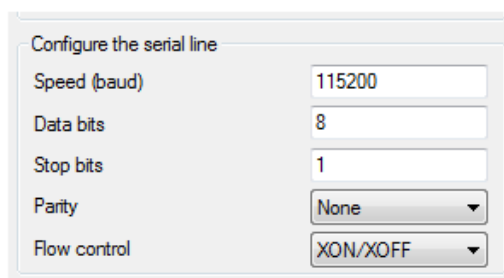 Configure the serial line
Speed (baud) 115200
Data bits 8
Stop bits 1
Parity None
Flow control XON/XOFF